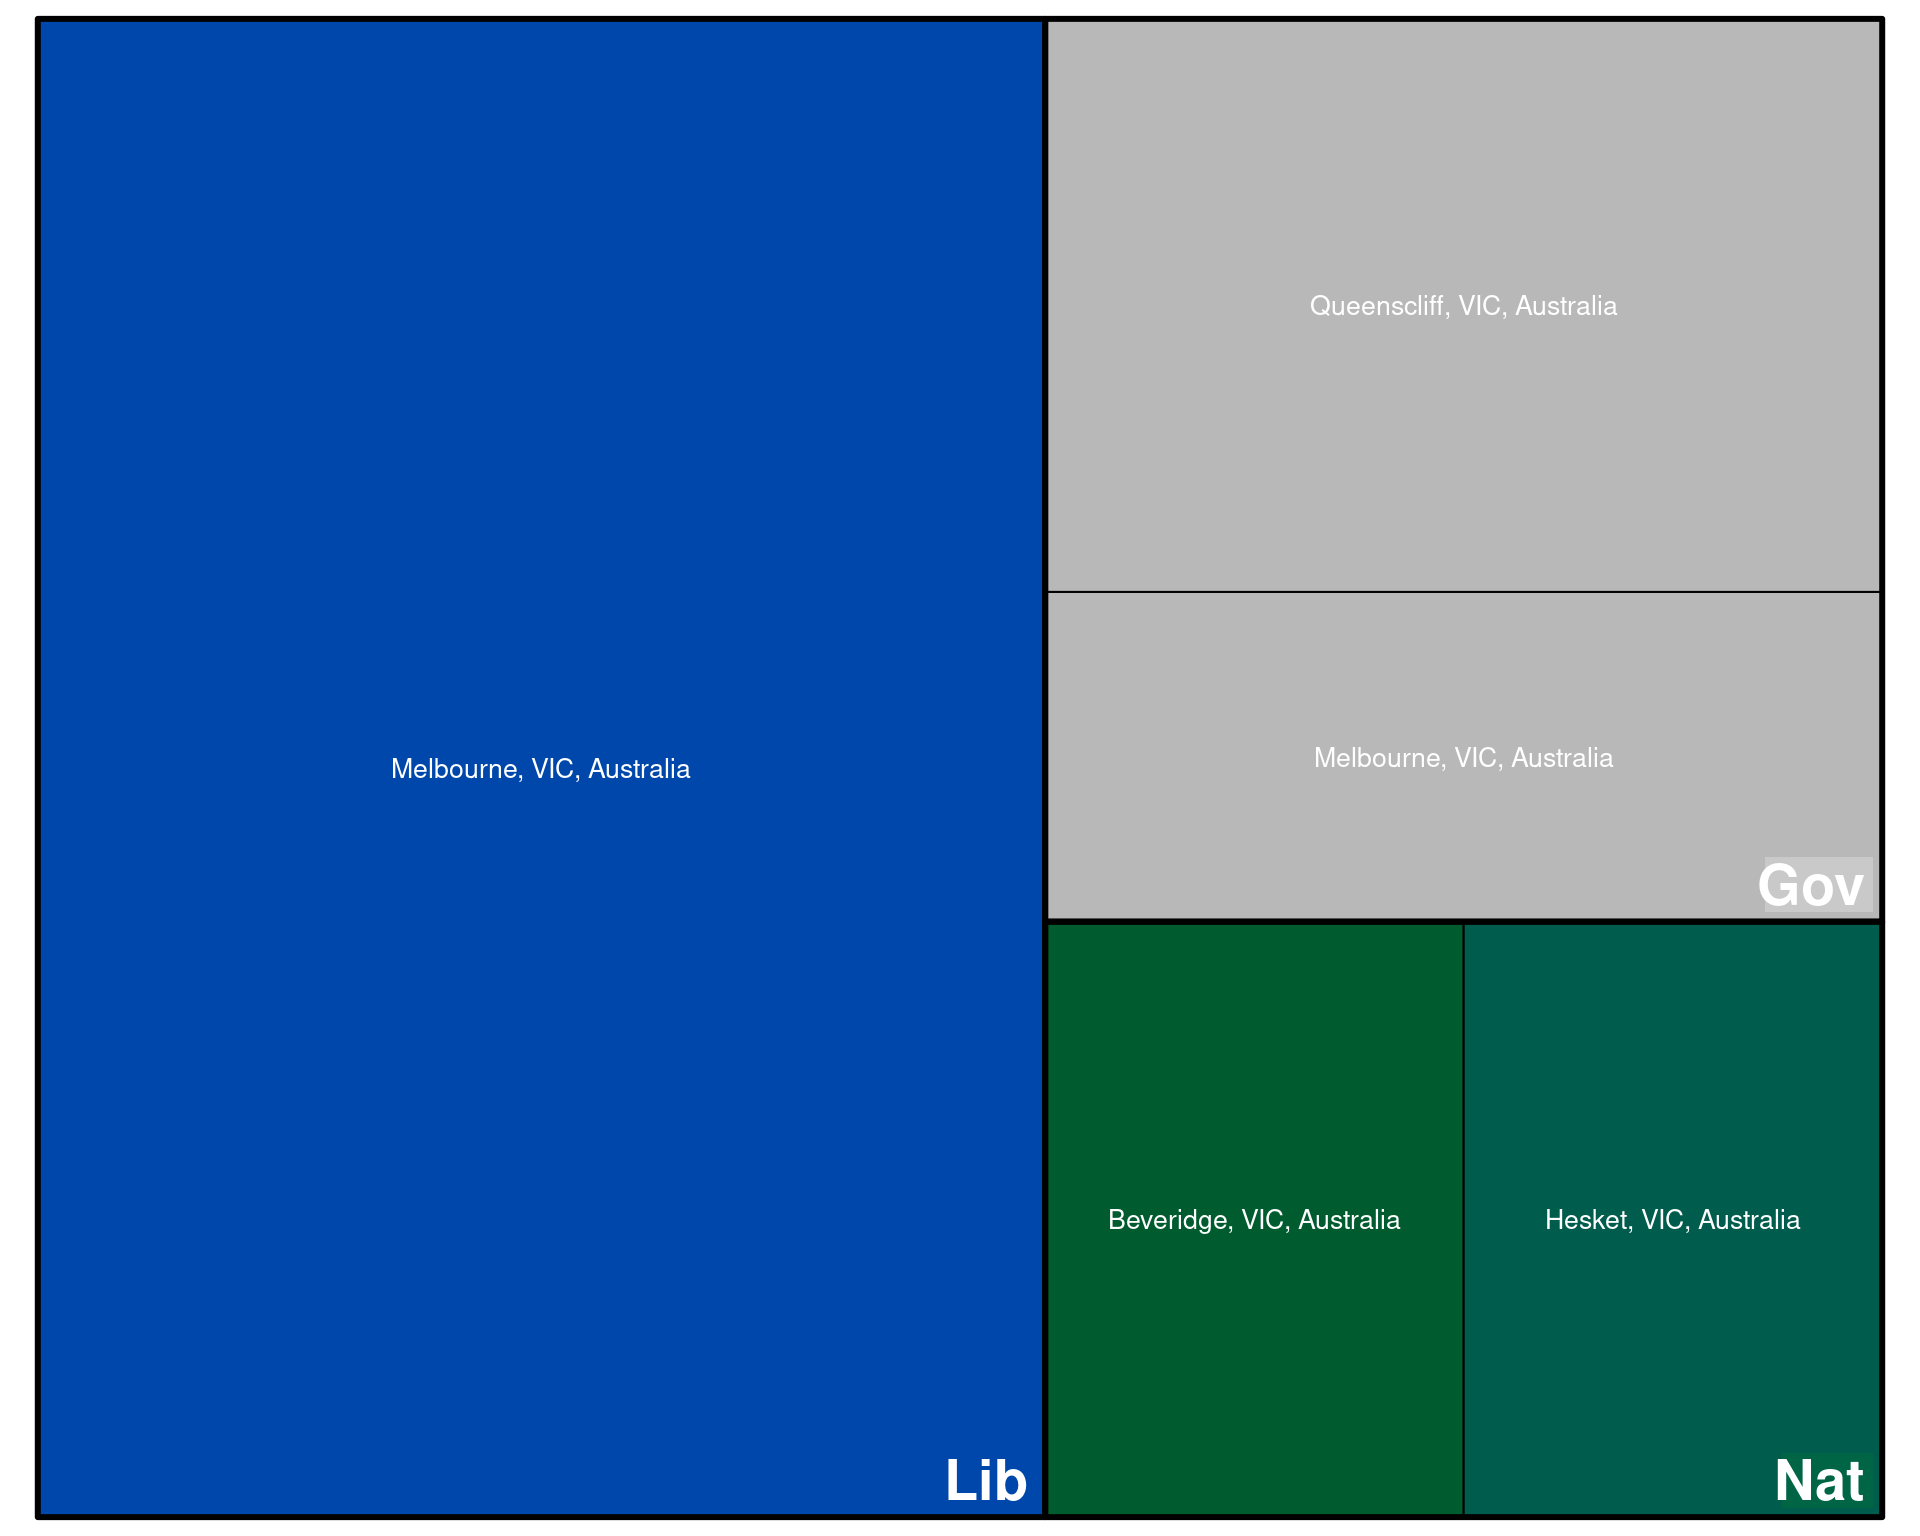 Melbourne, VIC, Australia
Lib
Queenscliff, VIC, Australia
Melbourne, VIC, Australia
Gov
Beveridge, VIC, Australia
Hesket, VIC, Australia
Nat